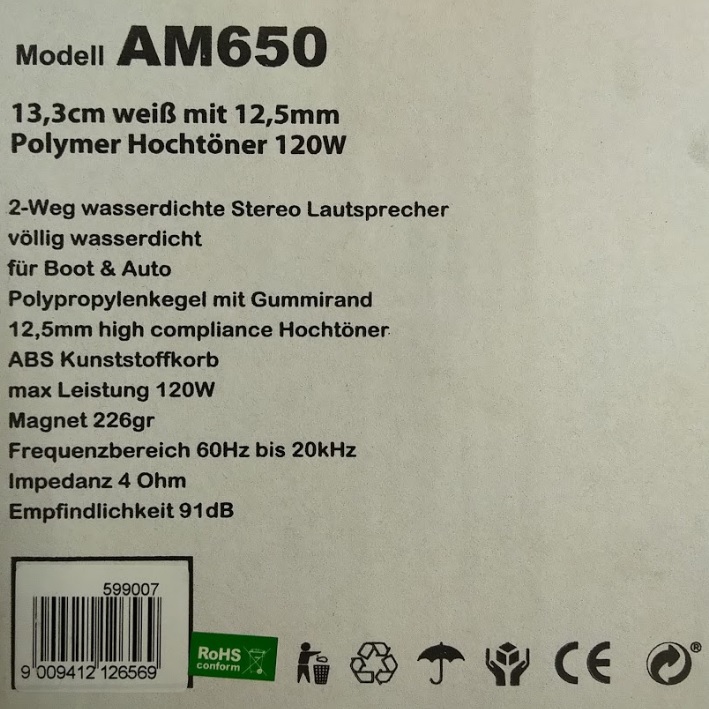 Modell AM650
13,3cm weiß mit 12,5mm
Polymer Hochtöner 120W
2-Weg wasserdichte Stereo Lautsprecher
völlig wasserdicht
für Boot & Auto
Polypropylenkegel mit Gummirand
12,5mm high compliance Hochtöner
ABS Kunststoffkorb
max Leistung 120W
Magnet 226gr
Frequenzbereich 60Hz bis 20kHz
Impedanz 4 Ohm
Empfindlichkeit 91dB
599007
9 009412 126569
RoHS
conform
CE
®